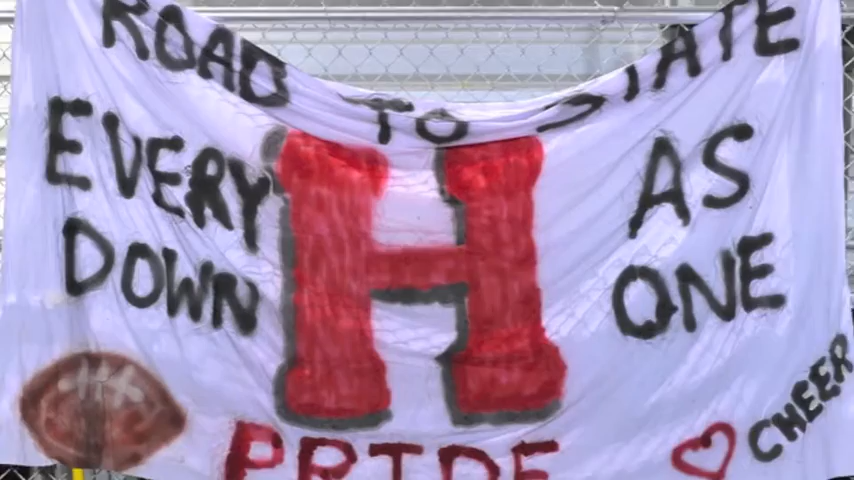 ROAD TO STATE
EVERY
DOWN
H
AS
ONE
PRIDE
CHEER